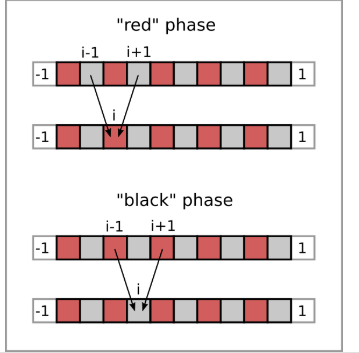 "red" phase
i-1 i+1
-1 1
i
-1 1
"black" phase
i-1 i+1
-1 1
i
-1 1